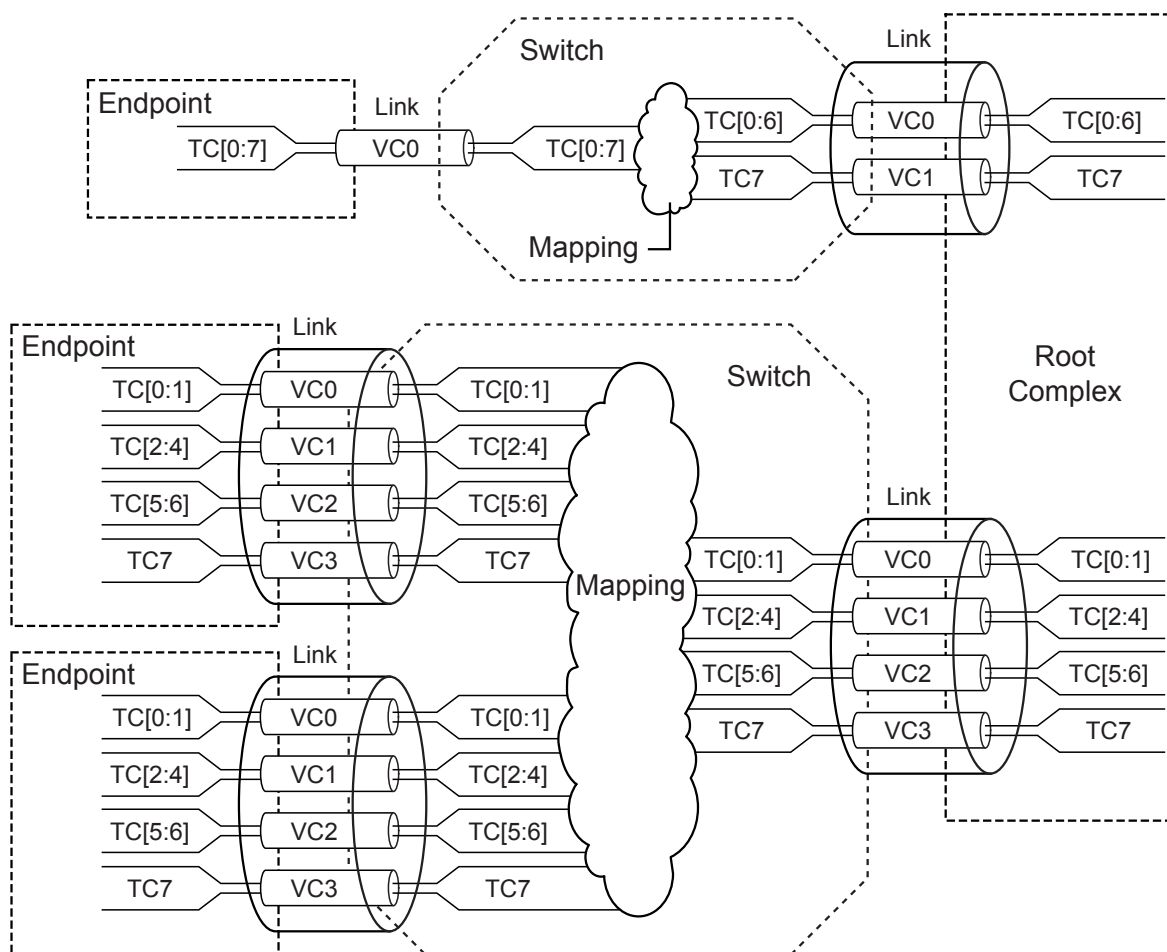 Switch
Link
Endpoint
Link
TC[0:7]
VC0
TC[0:7]
TC[0:6]
VC0
TC[0:6]
TC7
VC1
TC7
Mapping
Endpoint
Link
TC[0:1]
VC0
TC[0:1]
TC[2:4]
VC1
TC[2:4]
TC[5:6]
VC2
TC[5:6]
TC7
VC3
TC7
Switch
Root
Complex
Mapping
Link
TC[0:1]
VC0
TC[0:1]
TC[2:4]
VC1
TC[2:4]
TC[5:6]
VC2
TC[5:6]
TC7
VC3
TC7
Endpoint
Link
TC[0:1]
VC0
TC[0:1]
TC[2:4]
VC1
TC[2:4]
TC[5:6]
VC2
TC[5:6]
TC7
VC3
TC7